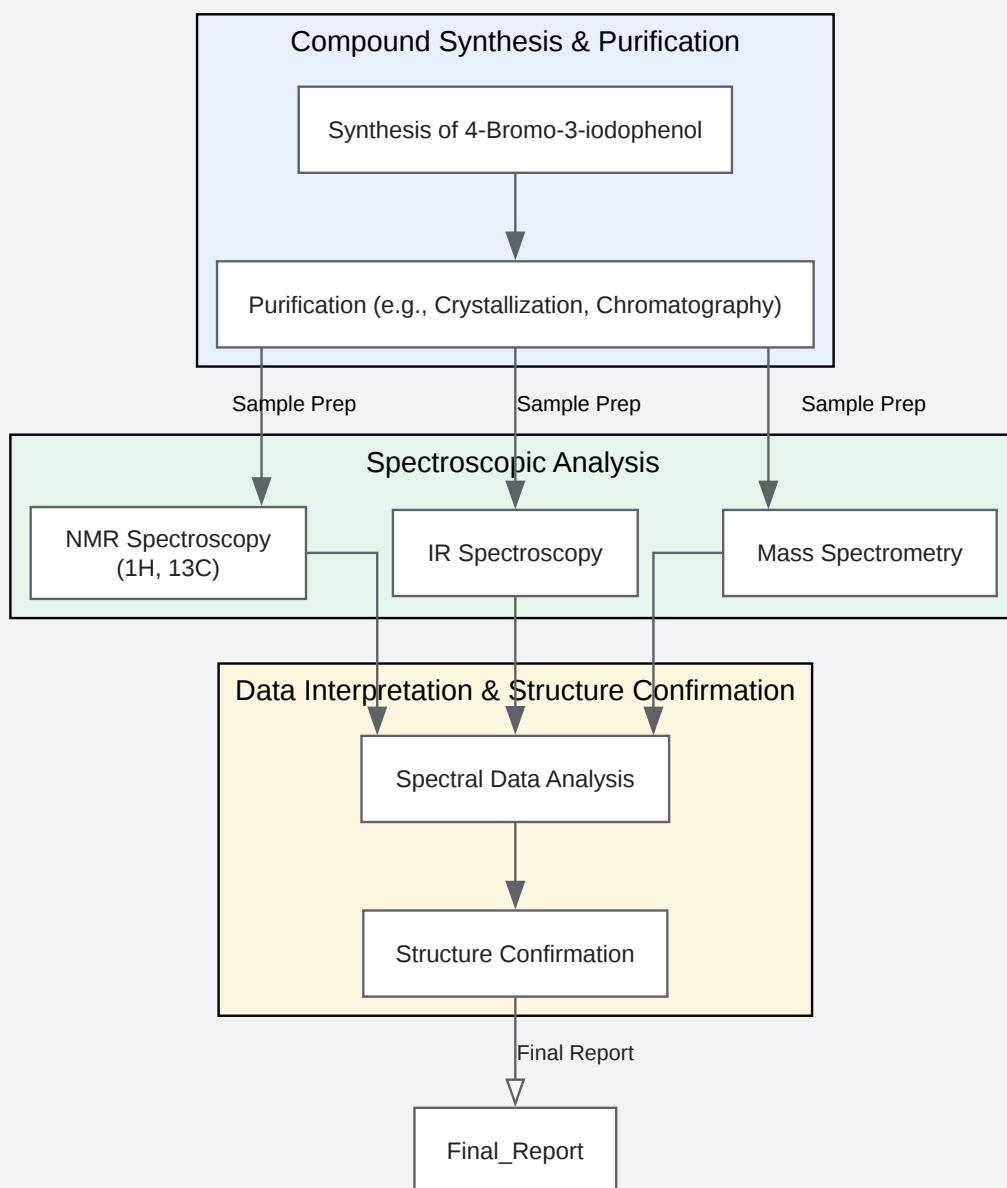 Compound Synthesis & Purification
Synthesis of 4-Bromo-3-iodophenol
Purification (e.g., Crystallization, Chromatography)
Sample Prep
Sample Prep
Sample Prep
Spectroscopic Analysis
NMR Spectroscopy
(1H, 13C)
IR Spectroscopy
Mass Spectrometry
Data Interpretation & Structure Confirmation
Spectral Data Analysis
Structure Confirmation
Final Report
Final_Report